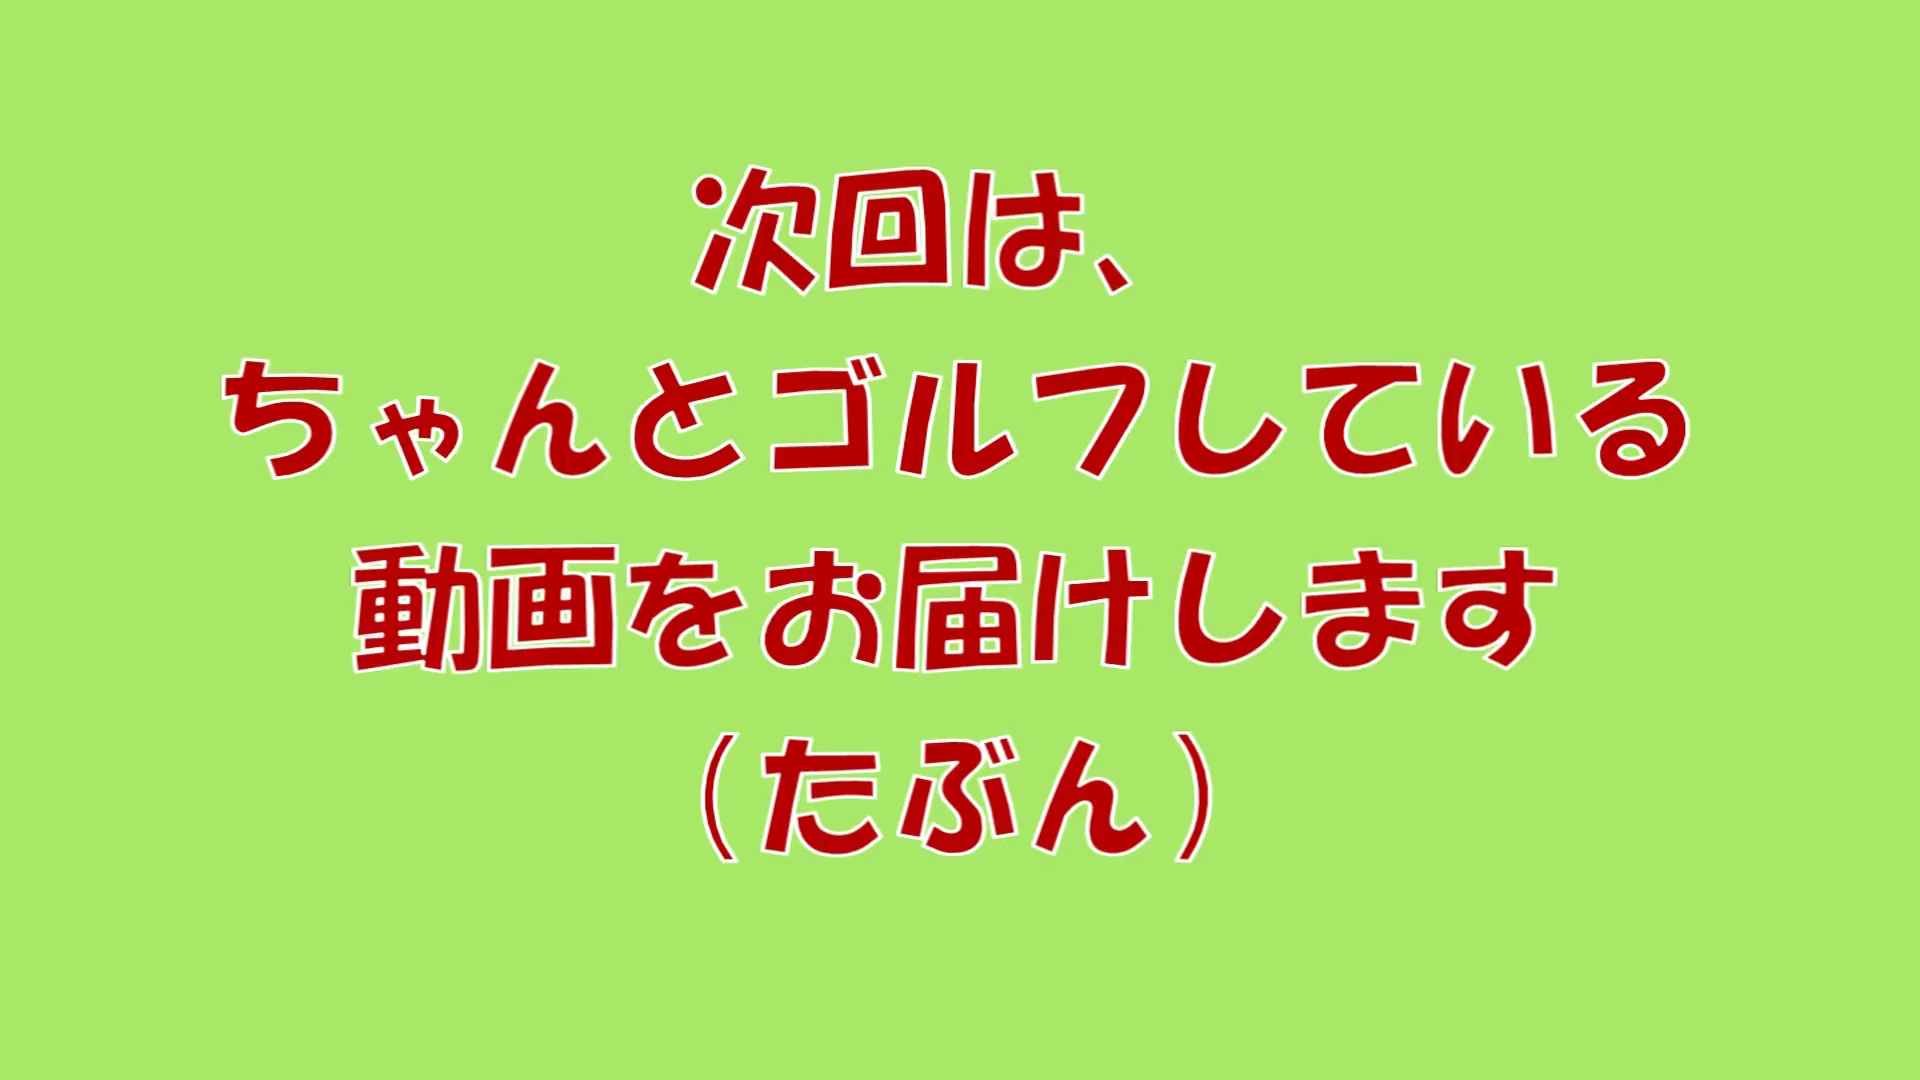 次回は、
ちゃんとゴルフしている
動画をお届けします
（たぶん）